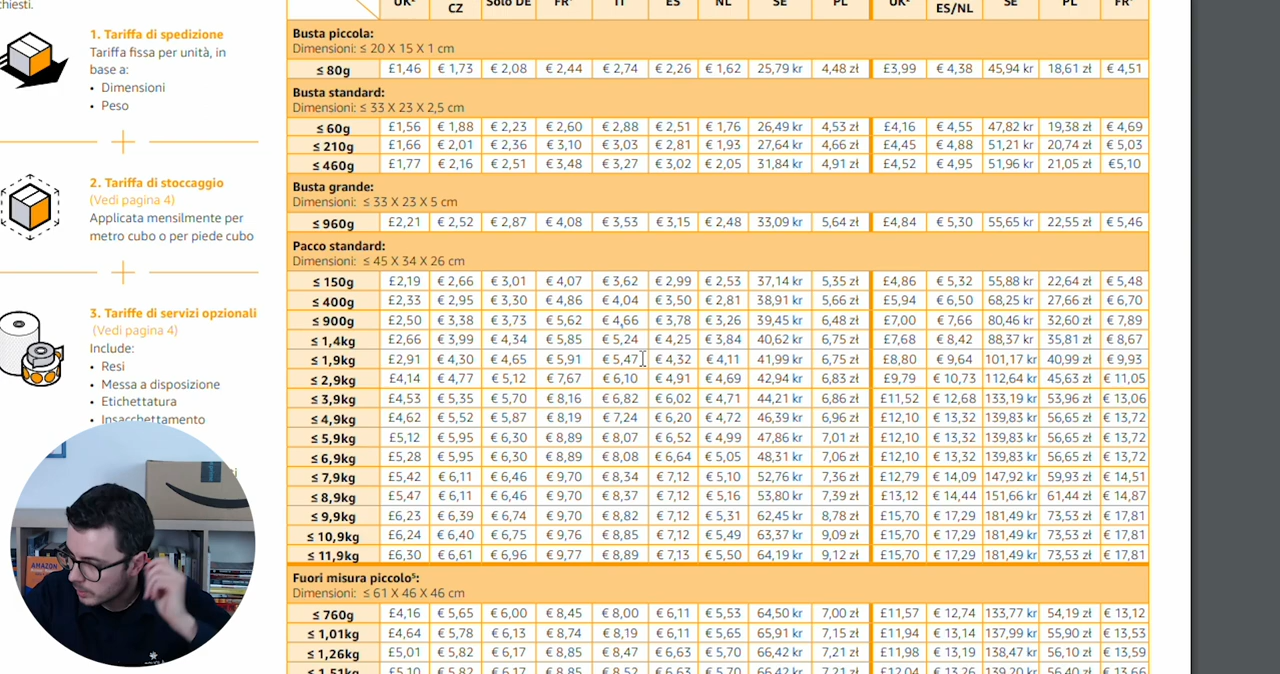 chiesti.
1. Tariffa di spedizione
Tariffa fissa per unità, in
base a:
• Dimensioni
• Peso
2. Tariffa di stoccaggio
(Vedi pagina 4)
Applicata mensilmente per
metro cubo o per piede cubo
3. Tariffe di servizi opzionali
(Vedi pagina 4)
Include:
• Resi
• Messa a disposizione
• Etichettatura
• Insacchettamento
AMAZON
UK² CZ Solo DE FR¹ IT ES NL SE PL UK² ES/NL SE PL FR¹
Busta piccola:
Dimensioni: ≤ 20 X 15 X 1 cm
≤ 80g £1,46 € 1,73 € 2,08 € 2,44 € 2,74 € 2,26 € 1,62 25,79 kr 4,48 zł £3,99 € 4,38 45,94 kr 18,61 zł € 4,51
Busta standard:
Dimensioni: ≤ 33 X 23 X 2,5 cm
≤ 60g £1,56 € 1,88 € 2,23 € 2,60 € 2,88 € 2,51 € 1,76 26,49 kr 4,53 zł £4,16 € 4,55 47,82 kr 19,38 zł € 4,69
≤ 210g £1,66 € 2,01 € 2,36 € 3,10 € 3,03 € 2,81 € 1,93 27,64 kr 4,66 zł £4,45 € 4,88 51,21 kr 20,74 zł € 5,03
≤ 460g £1,77 € 2,16 € 2,51 € 3,48 € 3,27 € 3,02 € 2,05 31,84 kr 4,91 zł £4,52 € 4,95 51,96 kr 21,05 zł €5,10
Busta grande:
Dimensioni: ≤ 33 X 23 X 5 cm
≤ 960g £2,21 € 2,52 € 2,87 € 4,08 € 3,53 € 3,15 € 2,48 33,09 kr 5,64 zł £4,84 € 5,30 55,65 kr 22,55 zł € 5,46
Pacco standard:
Dimensioni: ≤ 45 X 34 X 26 cm
≤ 150g £2,19 € 2,66 € 3,01 € 4,07 € 3,62 € 2,99 € 2,53 37,14 kr 5,35 zł £4,86 € 5,32 55,88 kr 22,64 zł € 5,48
≤ 400g £2,33 € 2,95 € 3,30 € 4,86 € 4,04 € 3,50 € 2,81 38,91 kr 5,66 zł £5,94 € 6,50 68,25 kr 27,66 zł € 6,70
≤ 900g £2,50 € 3,38 € 3,73 € 5,62 € 4,66 € 3,78 € 3,26 39,45 kr 6,48 zł £7,00 € 7,66 80,46 kr 32,60 zł € 7,89
≤ 1,4kg £2,66 € 3,99 € 4,34 € 5,85 € 5,24 € 4,25 € 3,84 40,62 kr 6,75 zł £7,68 € 8,42 88,37 kr 35,81 zł € 8,67
≤ 1,9kg £2,91 € 4,30 € 4,65 € 5,91 € 5,47 € 4,32 € 4,11 41,99 kr 6,75 zł £8,80 € 9,64 101,17 kr 40,99 zł € 9,93
≤ 2,9kg £4,14 € 4,77 € 5,12 € 7,67 € 6,10 € 4,91 € 4,69 42,94 kr 6,83 zł £9,79 € 10,73 112,64 kr 45,63 zł € 11,05
≤ 3,9kg £4,53 € 5,35 € 5,70 € 8,16 € 6,82 € 6,02 € 4,71 44,21 kr 6,86 zł £11,52 € 12,68 133,19 kr 53,96 zł € 13,06
≤ 4,9kg £4,62 € 5,52 € 5,87 € 8,19 € 7,24 € 6,20 € 4,72 46,39 kr 6,96 zł £12,10 € 13,32 139,83 kr 56,65 zł € 13,72
≤ 5,9kg £5,12 € 5,95 € 6,30 € 8,89 € 8,07 € 6,52 € 4,99 47,86 kr 7,01 zł £12,10 € 13,32 139,83 kr 56,65 zł € 13,72
≤ 6,9kg £5,28 € 5,95 € 6,30 € 8,89 € 8,08 € 6,64 € 5,05 48,31 kr 7,06 zł £12,10 € 13,32 139,83 kr 56,65 zł € 13,72
≤ 7,9kg £5,42 € 6,11 € 6,46 € 9,70 € 8,34 € 7,12 € 5,10 52,76 kr 7,36 zł £12,79 € 14,09 147,92 kr 59,93 zł € 14,51
≤ 8,9kg £5,47 € 6,11 € 6,46 € 9,70 € 8,37 € 7,12 € 5,16 53,80 kr 7,39 zł £13,12 € 14,44 151,66 kr 61,44 zł € 14,87
≤ 9,9kg £6,23 € 6,39 € 6,74 € 9,70 € 8,82 € 7,12 € 5,31 62,45 kr 8,78 zł £15,70 € 17,29 181,49 kr 73,53 zł € 17,81
≤ 10,9kg £6,24 € 6,40 € 6,75 € 9,76 € 8,85 € 7,12 € 5,49 63,37 kr 9,09 zł £15,70 € 17,29 181,49 kr 73,53 zł € 17,81
≤ 11,9kg £6,30 € 6,61 € 6,96 € 9,77 € 8,89 € 7,13 € 5,50 64,19 kr 9,12 zł £15,70 € 17,29 181,49 kr 73,53 zł € 17,81
Fuori misura piccolo⁵:
Dimensioni: ≤ 61 X 46 X 46 cm
≤ 760g £4,16 € 5,65 € 6,00 € 8,45 € 8,00 € 6,11 € 5,53 64,50 kr 7,00 zł £11,57 € 12,74 133,77 kr 54,19 zł € 13,12
≤ 1,01kg £4,64 € 5,78 € 6,13 € 8,74 € 8,19 € 6,11 € 5,65 65,91 kr 7,15 zł £11,94 € 13,14 137,99 kr 55,90 zł € 13,53
≤ 1,26kg £5,01 € 5,82 € 6,17 € 8,85 € 8,47 € 6,63 € 5,70 66,42 kr 7,21 zł £11,98 € 13,19 138,47 kr 56,10 zł € 13,59
≤ 1,51kg £5,10 € 5,82 € 6,17 € 8,85 € 8,52 € 6,63 € 5,70 66,42 kr 7,21 zł £12,04 € 13,26 139,20 kr 56,40 zł € 13,66